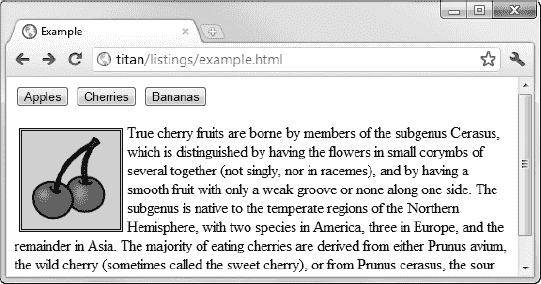 Example
titan/listings/example.html
Apples Cherries Bananas
True cherry fruits are borne by members of the subgenus Cerasus,
which is distinguished by having the flowers in small corymbs of
several together (not singly, nor in racemes), and by having a
smooth fruit with only a weak groove or none along one side. The
subgenus is native to the temperate regions of the Northern
Hemisphere, with two species in America, three in Europe, and the
remainder in Asia. The majority of eating cherries are derived from either Prunus avium,
the wild cherry (sometimes called the sweet cherry), or from Prunus cerasus, the sour